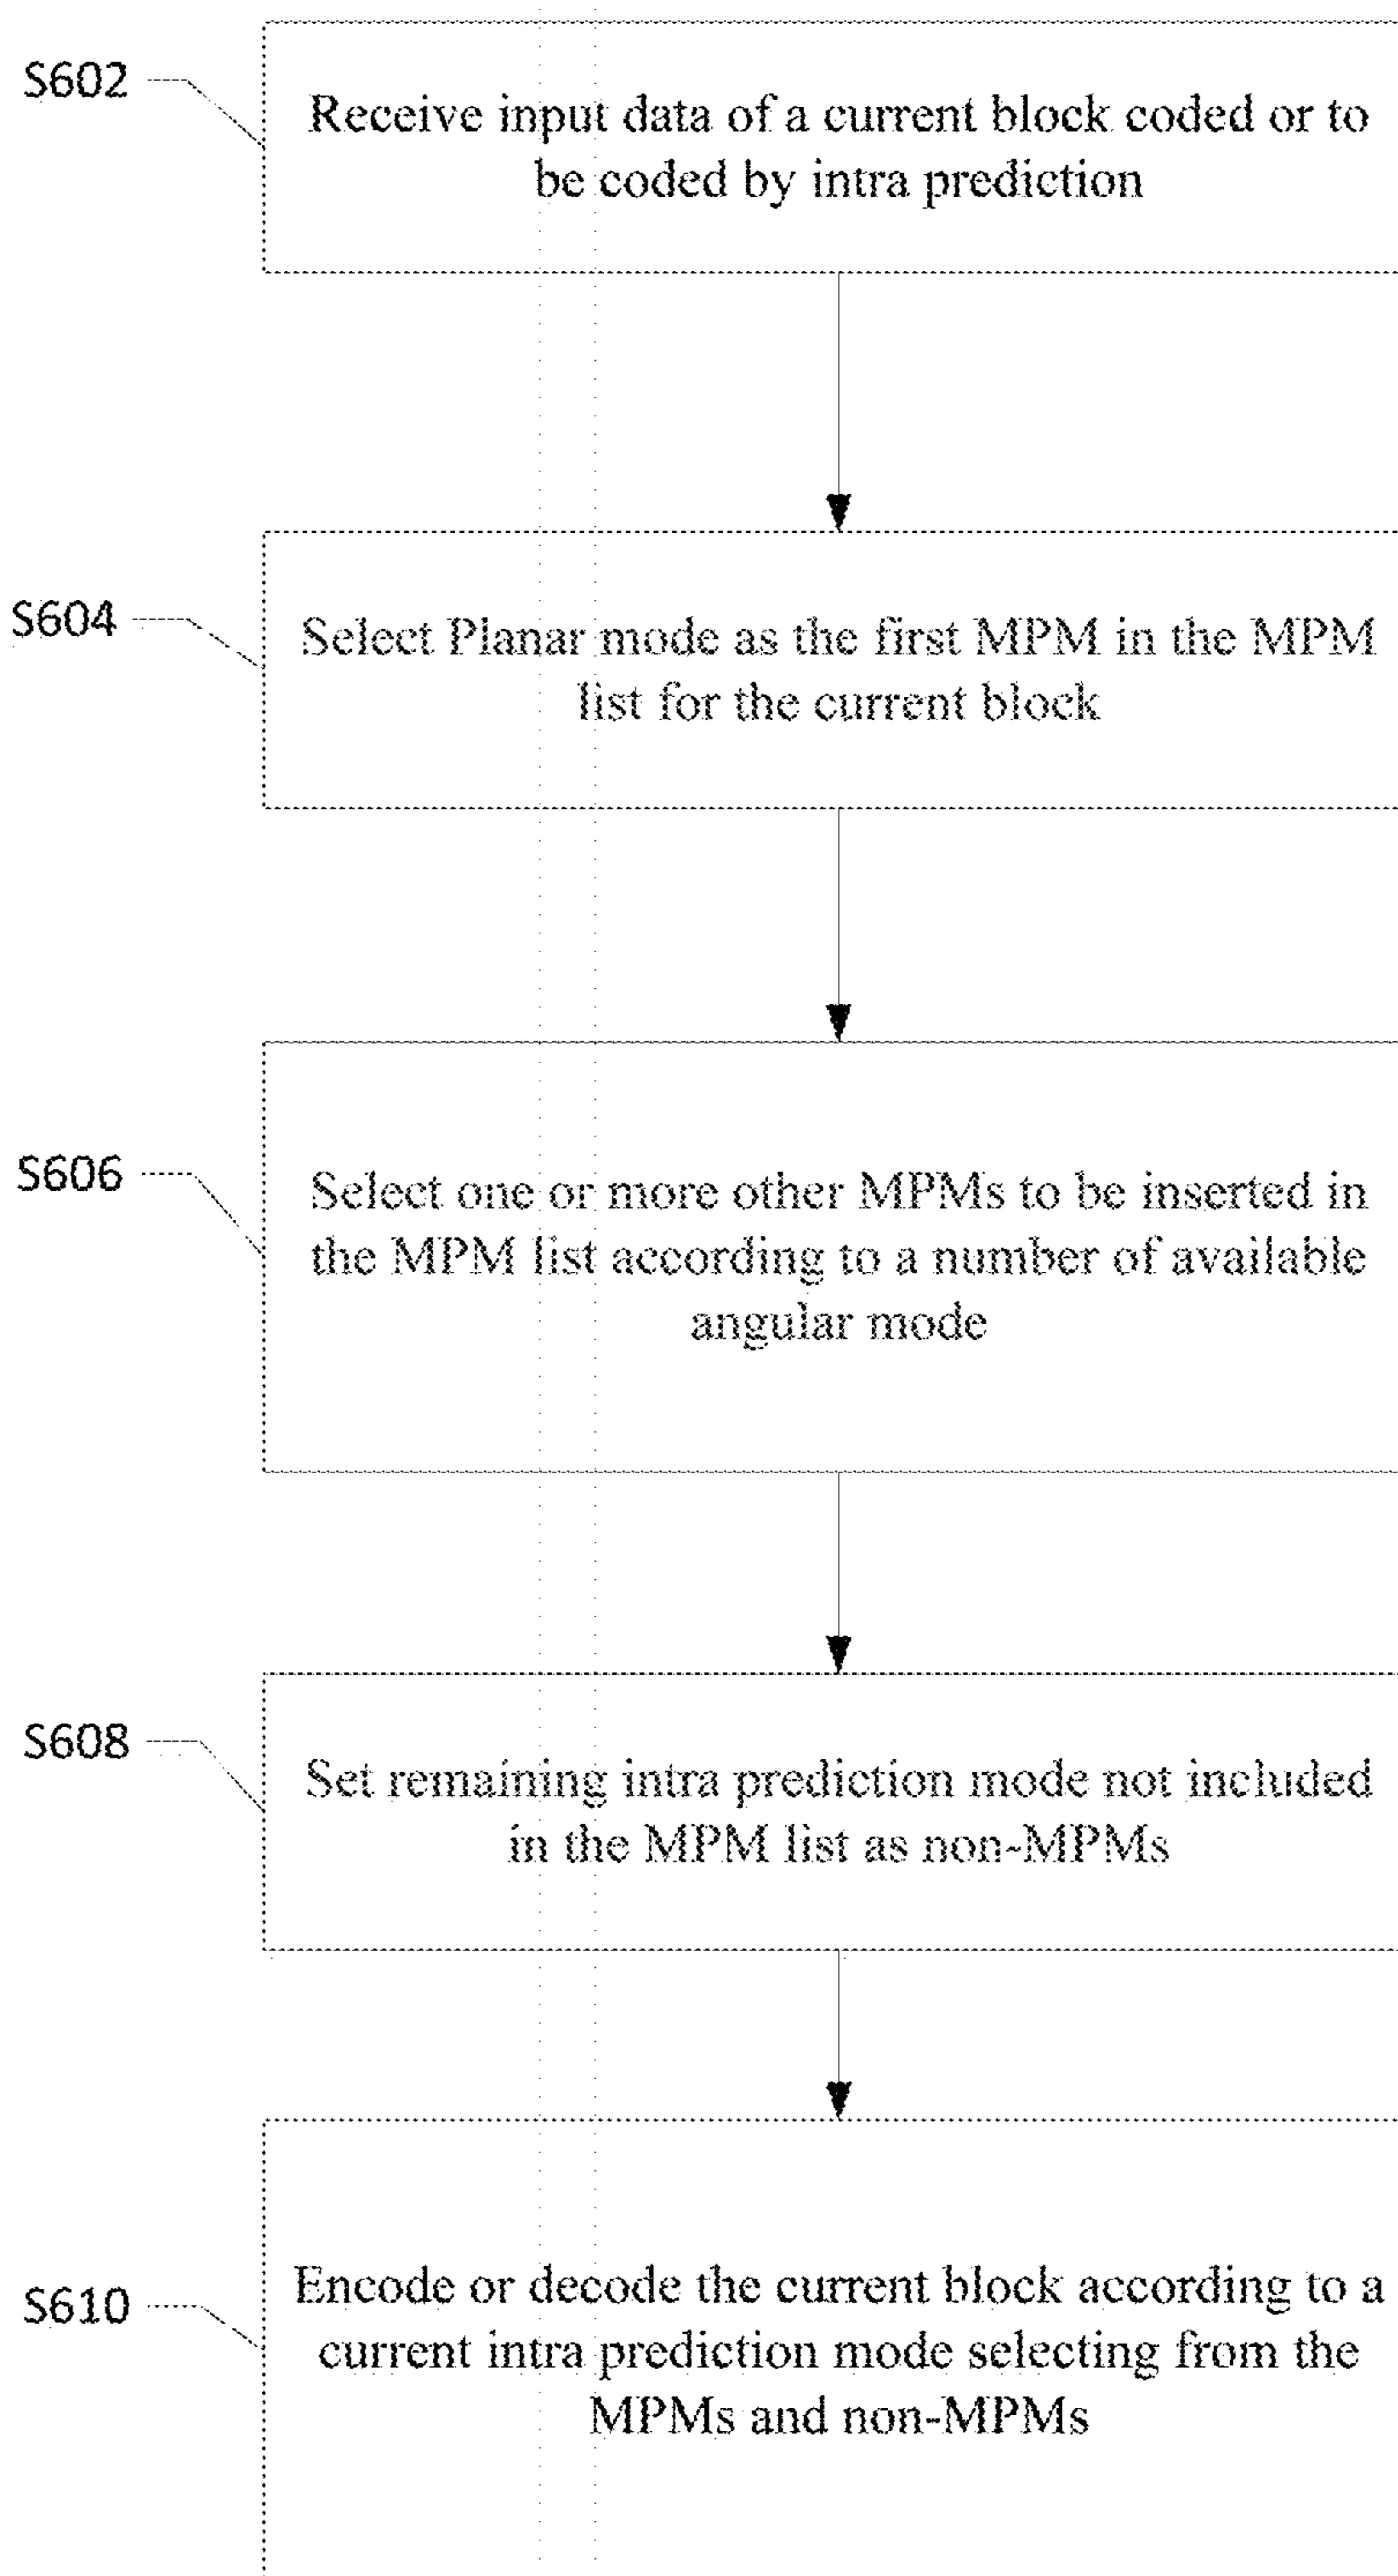 S602
Receive input data of a current block coded or to
be coded by intra prediction
S604
Select Planar mode as the first MPM in the MPM
list for the current block
S606
Select one or more other MPMs to be inserted in
the MPM list according to a number of available
angular mode
S608
Set remaining intra prediction mode not included
in the MPM list as non-MPMs
S610
Encode or decode the current block according to a
current intra prediction mode selecting from the
MPMs and non-MPMs